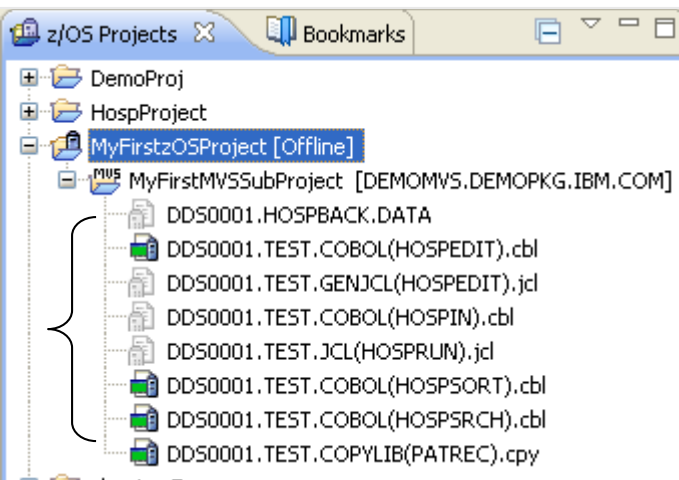 z/OS Projects Bookmarks
DemoProj
HospProject
MyFirstzOSProject [Offline]
MVS MyFirstMVSSubProject [DEMOMVS.DEMOPKG.IBM.COM]
DDS0001.HOSPBACK.DATA
DDS0001.TEST.COBOL(HOSPEDIT).cbl
DDS0001.TEST.GENJCL(HOSPEDIT).jcl
DDS0001.TEST.COBOL(HOSPIN).cbl
DDS0001.TEST.JCL(HOSPRUN).jcl
DDS0001.TEST.COBOL(HOSPSORT).cbl
DDS0001.TEST.COBOL(HOSPSRCH).cbl
DDS0001.TEST.COPYLIB(PATREC).cpy